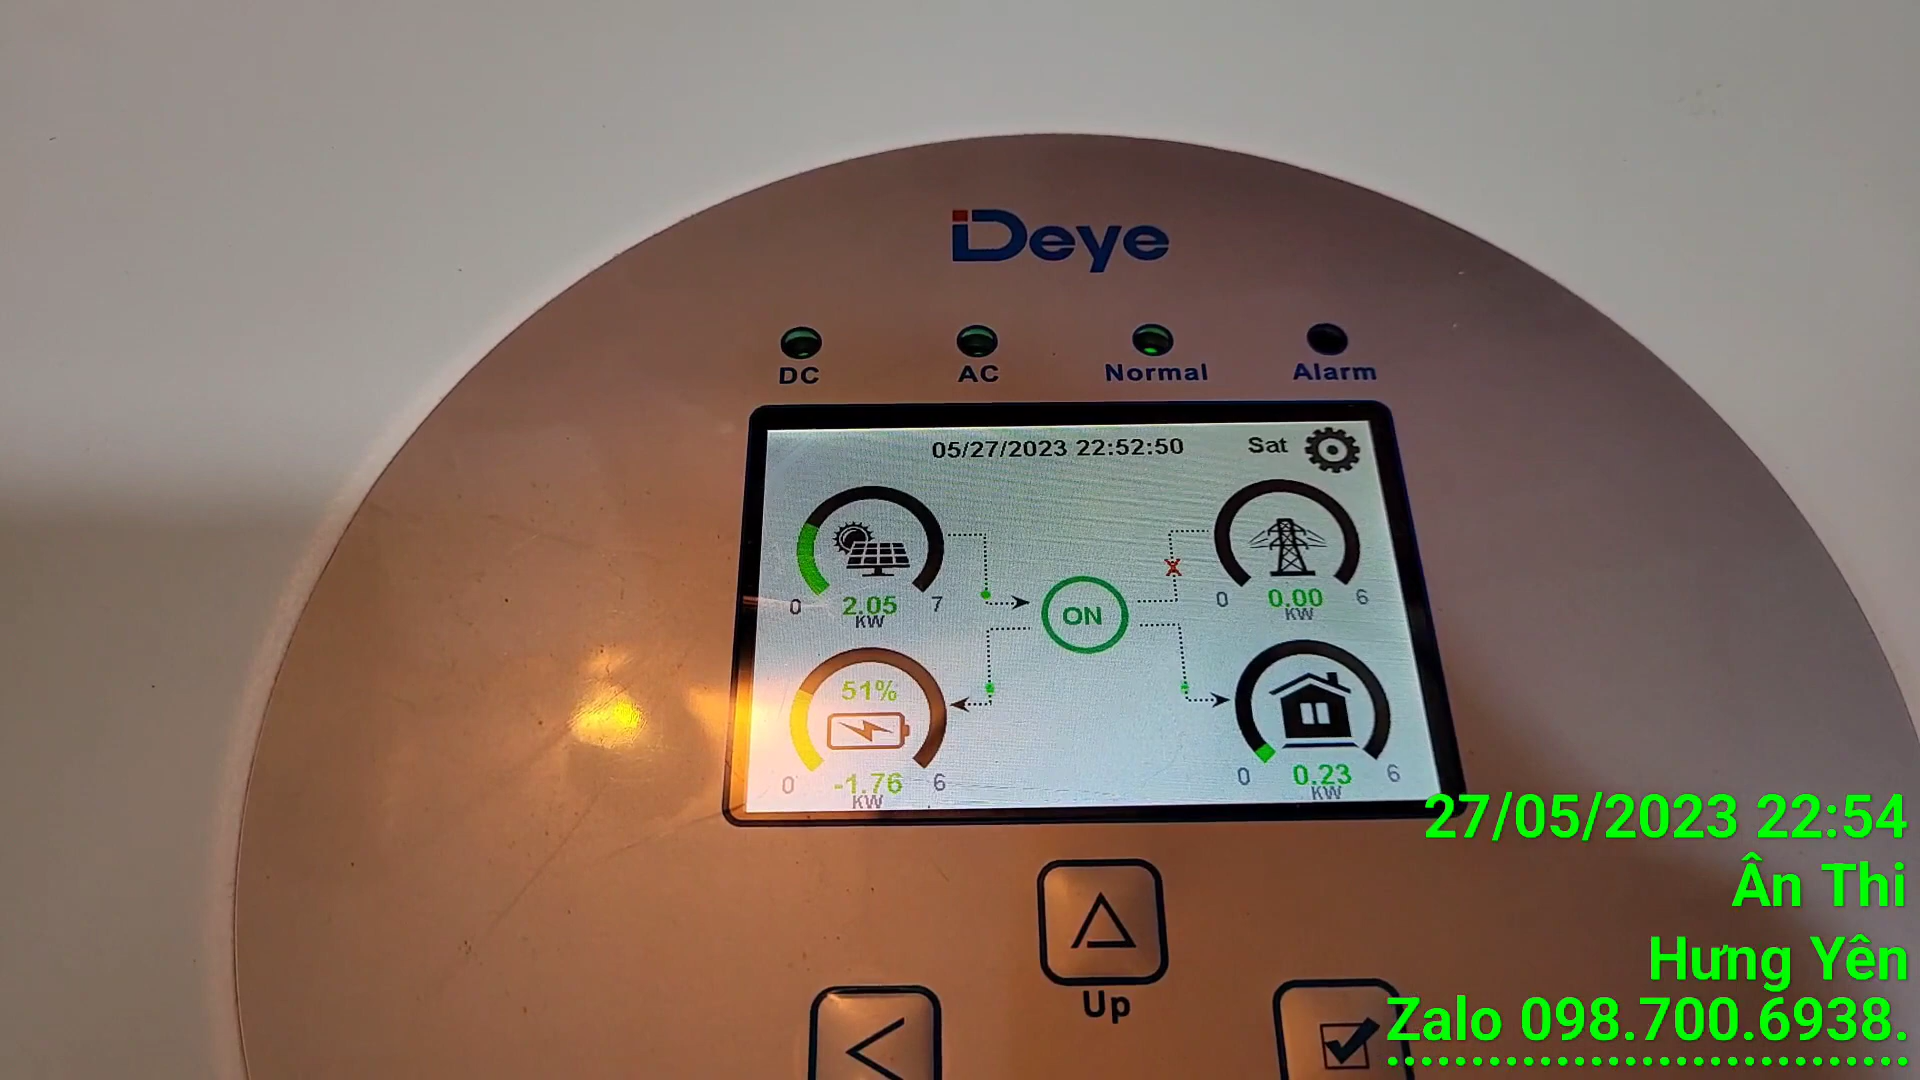 Deye
DC AC Normal Alarm
05/27/2023 22:52:50 Sat
0 2.05 7
KW
0 0.00 6
KW
ON
51%
0 -1.76 6
KW
0 0.23 6
KW
Up
27/05/2023 22:54
Ân Thi
Hưng Yên
Zalo 098.700.6938.